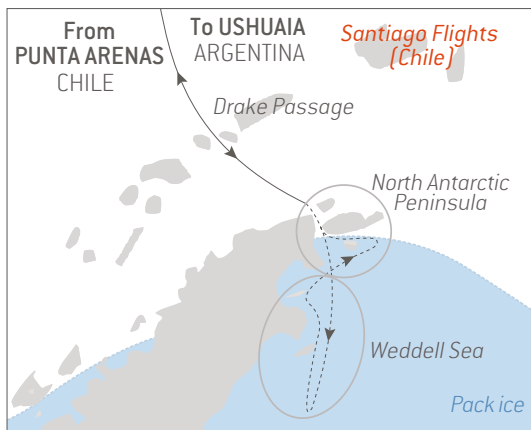 From
PUNTA ARENAS
CHILE
To USHUAIA
ARGENTINA
Santiago Flights
(Chile)
Drake Passage
North Antarctic
Peninsula
Weddell Sea
Pack ice